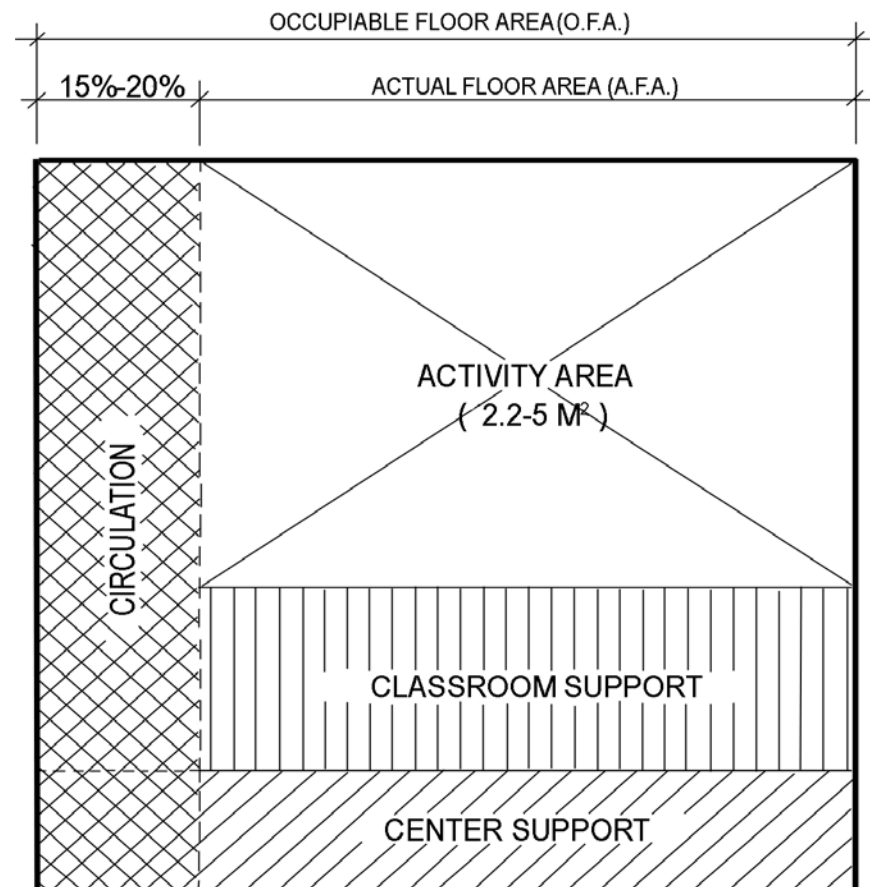 OCCUPIABLE FLOOR AREA (O.F.A.)
15%-20%
ACTUAL FLOOR AREA (A.F.A.)
ACTIVITY AREA
( 2.2-5 M² )
CIRCULATION
CLASSROOM SUPPORT
CENTER SUPPORT